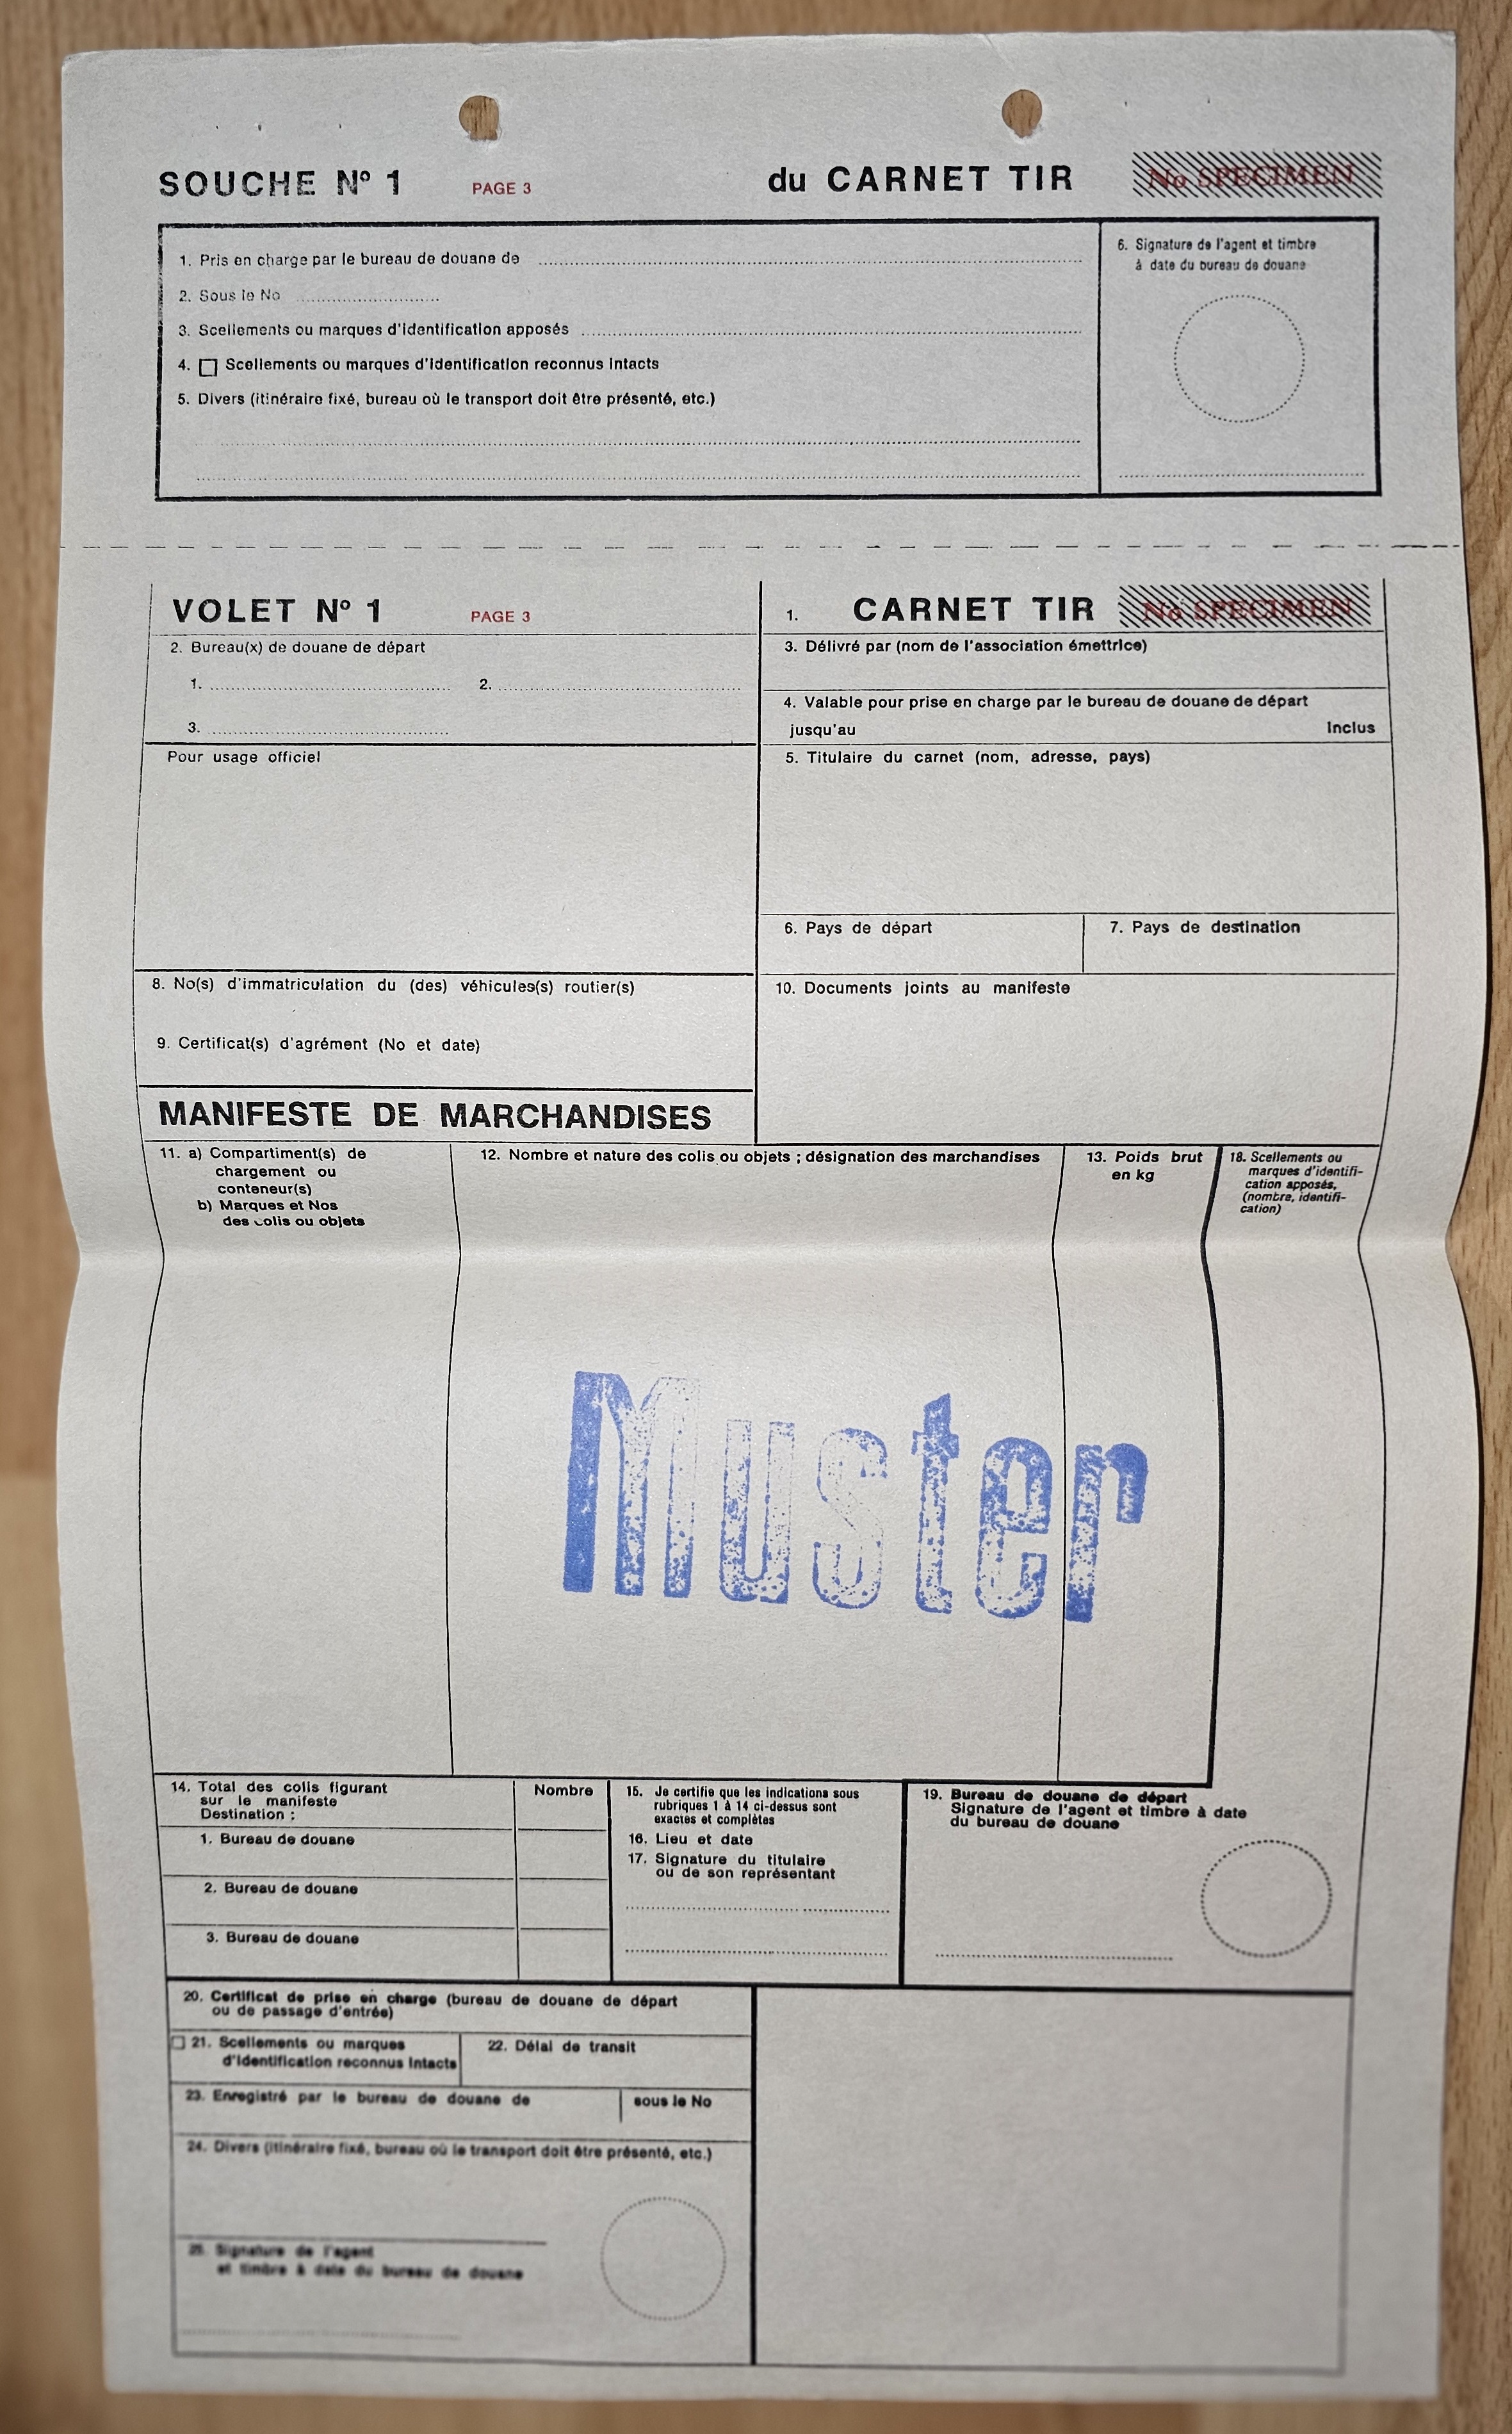 SOUCHE Nº 1 PAGE 3 du CARNET TIR No SPECIMEN
1. Pris en charge par le bureau de douane de
2. Sous le No
3. Scellements ou marques d'identification apposés
4. Scellements ou marques d'identification reconnus intacts
5. Divers (itinéraire fixé, bureau où le transport doit être présenté, etc.)
6. Signature de l'agent et timbre
à date du bureau de douane
VOLET Nº 1 PAGE 3
1. CARNET TIR No SPECIMEN
2. Bureau(x) de douane de départ
1. 2.
3.
3. Délivré par (nom de l'association émettrice)
4. Valable pour prise en charge par le bureau de douane de départ
jusqu'au inclus
Pour usage officiel
5. Titulaire du carnet (nom, adresse, pays)
6. Pays de départ
7. Pays de destination
8. No(s) d'immatriculation du (des) véhicules(s) routier(s)
9. Certificat(s) d'agrément (No et date)
10. Documents joints au manifeste
MANIFESTE DE MARCHANDISES
11. a) Compartiment(s) de
chargement ou
conteneur(s)
b) Marques et Nos
des colis ou objets
12. Nombre et nature des colis ou objets ; désignation des marchandises
13. Poids brut
en kg
18. Scellements ou
marques d'identifi-
cation apposés,
(nombre, identifi-
cation)
Muster
14. Total des colis figurant
sur le manifeste
Destination :
Nombre
1. Bureau de douane
2. Bureau de douane
3. Bureau de douane
15. Je certifie que les indications sous
rubriques 1 à 14 ci-dessus sont
exactes et complètes
16. Lieu et date
17. Signature du titulaire
ou de son représentant
19. Bureau de douane de départ
Signature de l'agent et timbre à date
du bureau de douane
20. Certificat de prise en charge (bureau de douane de départ
ou de passage d'entrée)
21. Scellements ou marques
d'identification reconnus intacts
22. Délai de transit
23. Enregistré par le bureau de douane de sous le No
24. Divers (itinéraire fixé, bureau où le transport doit être présenté, etc.)
25. Signature de l'agent
et timbre à date du bureau de douane